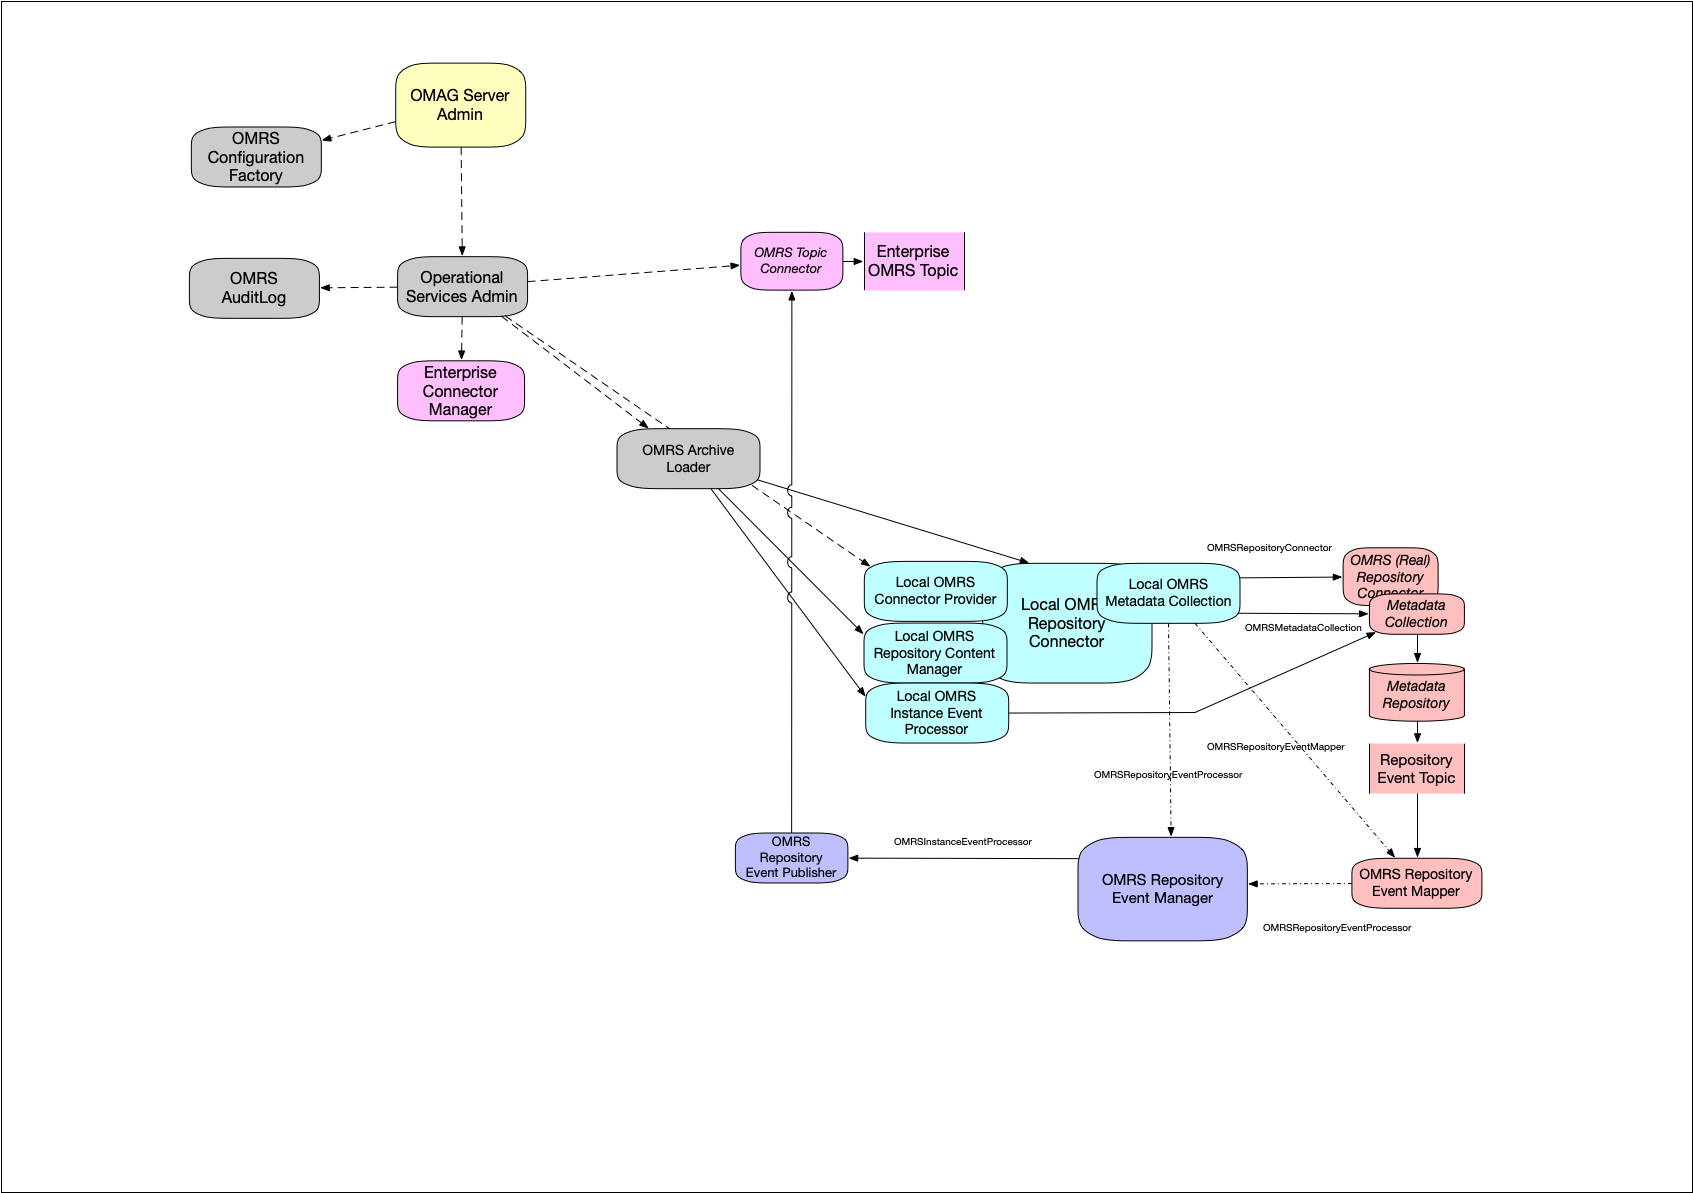 OMAG Server
Admin
OMRS
Configuration
Factory
OMRS
AuditLog
Operational
Services Admin
OMRS Topic
Connector
Enterprise
OMRS Topic
Enterprise
Connector
Manager
OMRS Archive
Loader
OMRSRepositoryConnector
OMRS (Real)
Repository
Connector
Local OMRS
Connector Provider
Local OMR
Repository
Connector
Local OMRS
Metadata Collection
Metadata
Collection
OMRSMetadataCollection
Local OMRS
Repository Content
Manager
Local OMRS
Instance Event
Processor
Metadata
Repository
OMRSRepositoryEventMapper
OMRSRepositoryEventProcessor
Repository
Event Topic
OMRS
Repository
Event Publisher
OMRSInstanceEventProcessor
OMRS Repository
Event Manager
OMRS Repository
Event Mapper
OMRSRepositoryEventProcessor